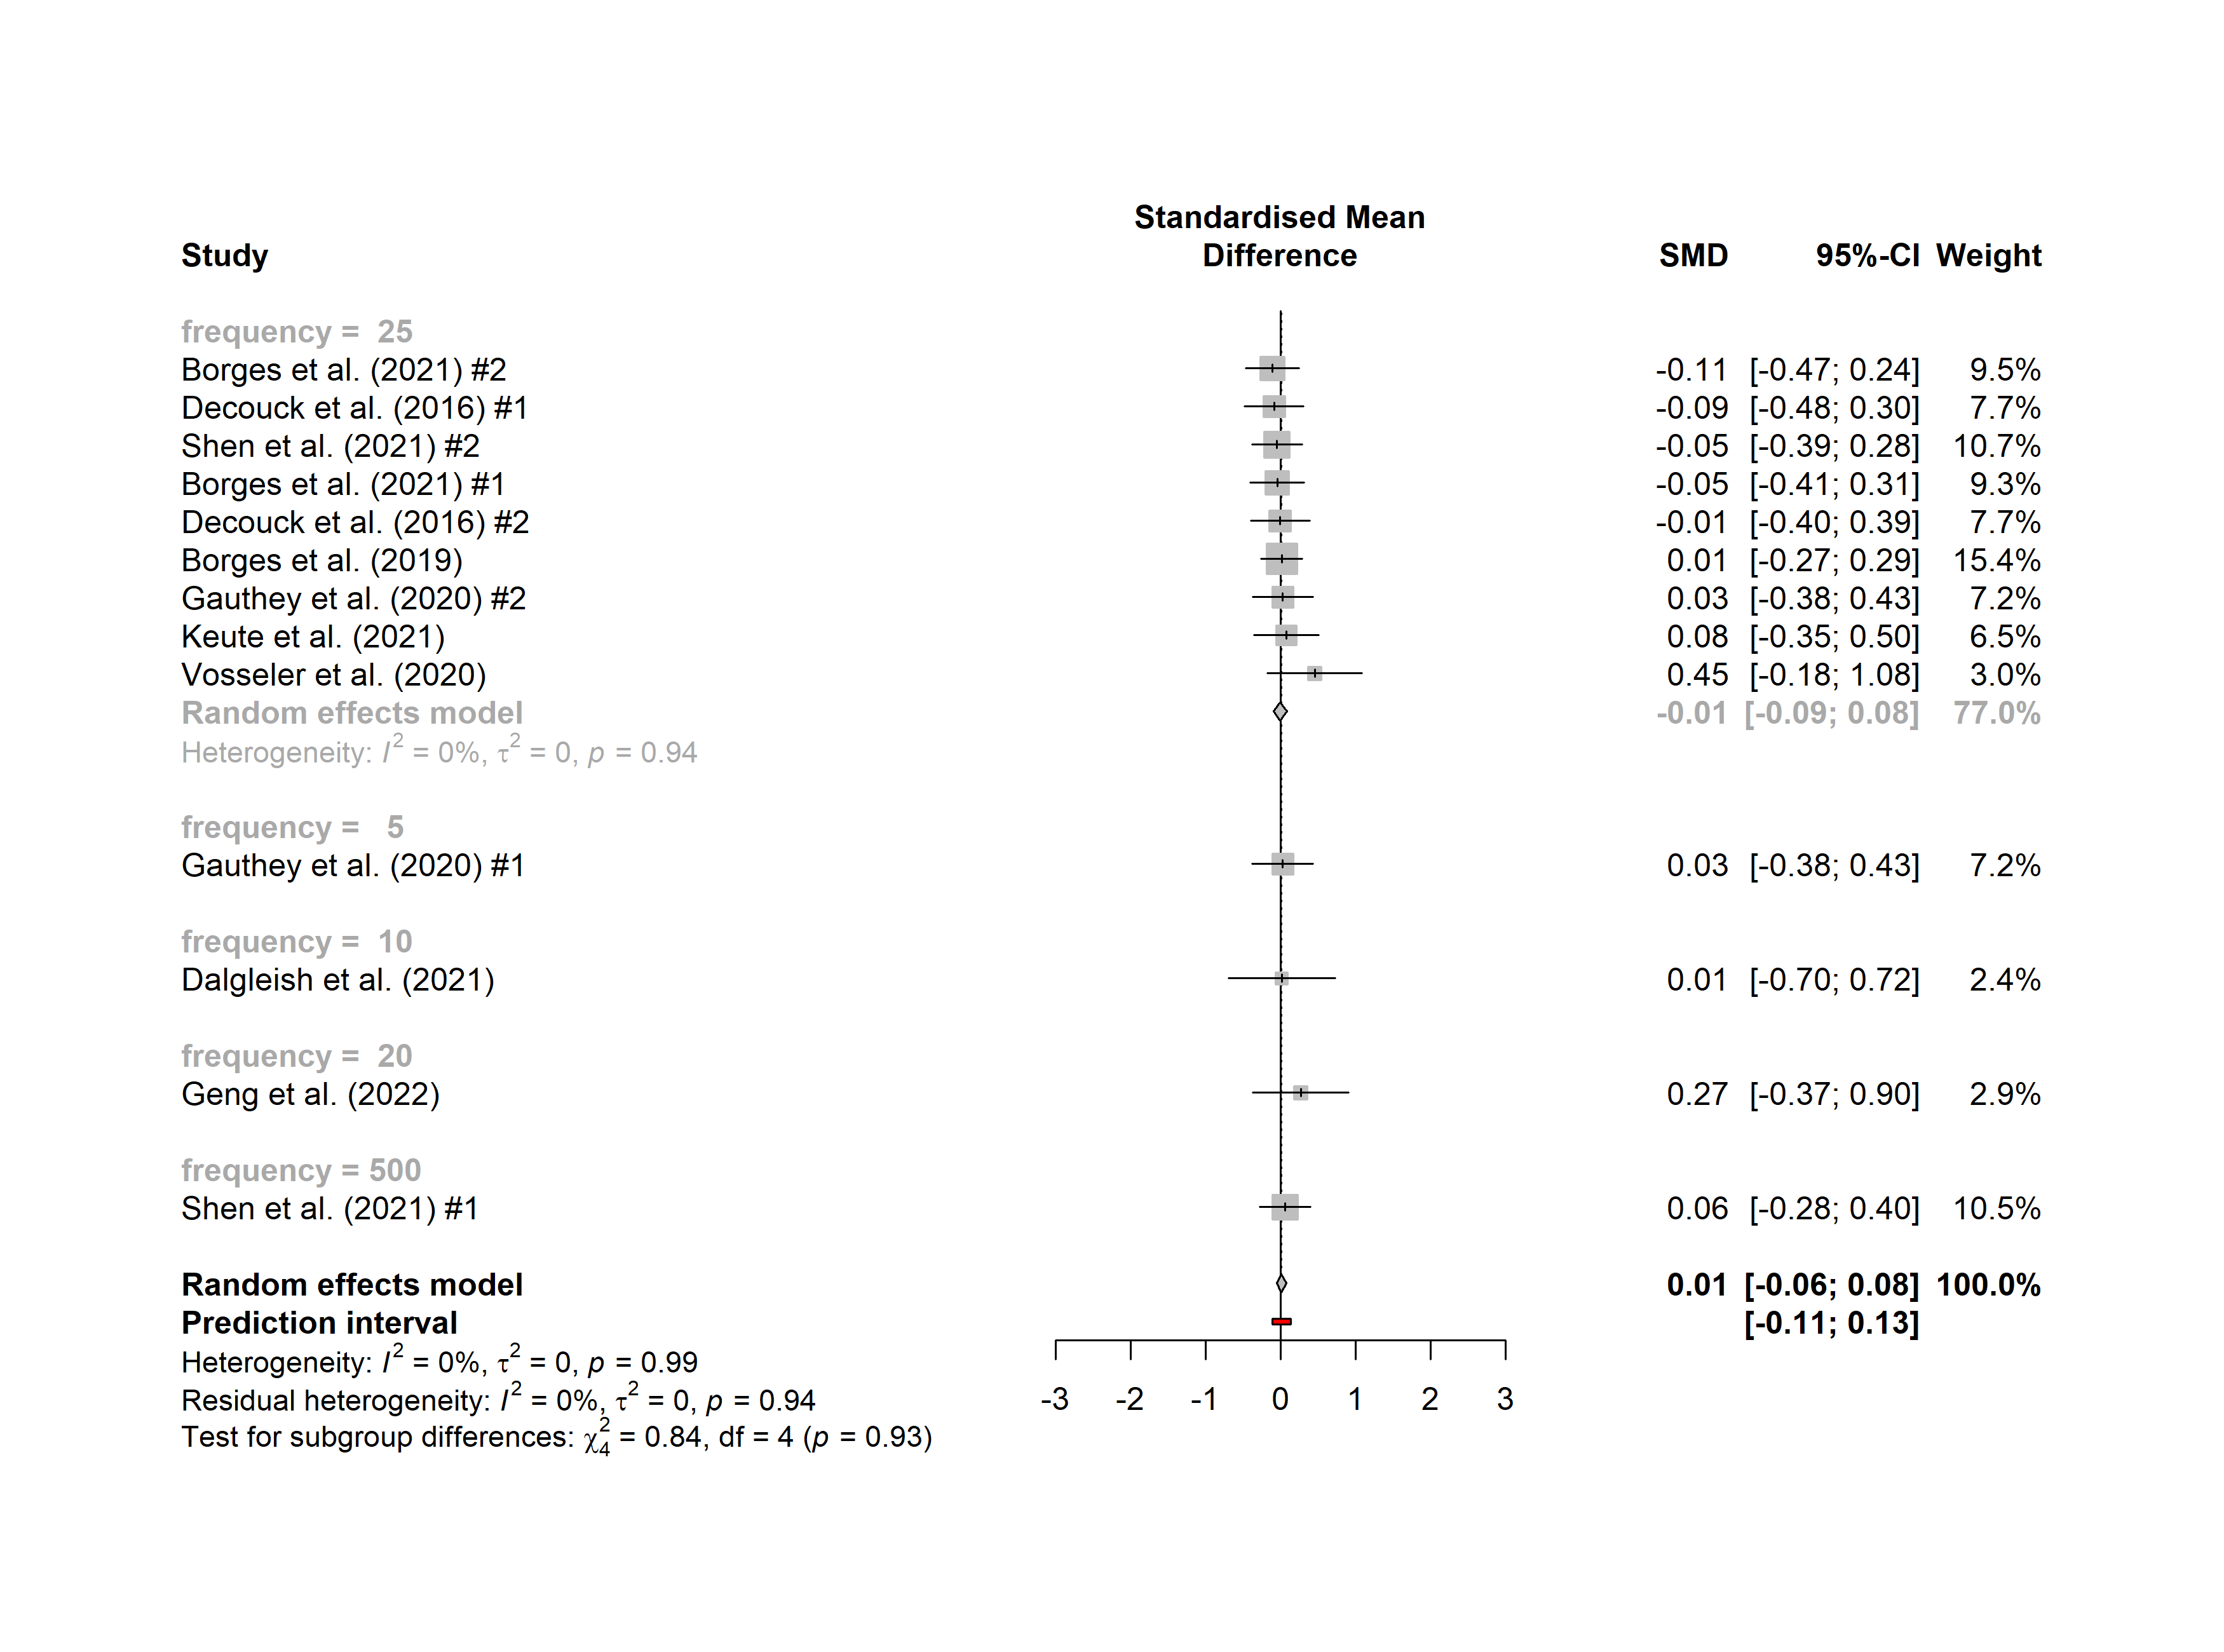 Standardised Mean
Study Difference SMD 95%-CI Weight
frequency = 25
Borges et al. (2021) #2 -0.11 [-0.47; 0.24] 9.5%
Decouck et al. (2016) #1 -0.09 [-0.48; 0.30] 7.7%
Shen et al. (2021) #2 -0.05 [-0.39; 0.28] 10.7%
Borges et al. (2021) #1 -0.05 [-0.41; 0.31] 9.3%
Decouck et al. (2016) #2 -0.01 [-0.40; 0.39] 7.7%
Borges et al. (2019) 0.01 [-0.27; 0.29] 15.4%
Gauthey et al. (2020) #2 0.03 [-0.38; 0.43] 7.2%
Keute et al. (2021) 0.08 [-0.35; 0.50] 6.5%
Vosseler et al. (2020) 0.45 [-0.18; 1.08] 3.0%
Random effects model -0.01 [-0.09; 0.08] 77.0%
Heterogeneity: I² = 0%, τ² = 0, p = 0.94
frequency = 5
Gauthey et al. (2020) #1 0.03 [-0.38; 0.43] 7.2%
frequency = 10
Dalgleish et al. (2021) 0.01 [-0.70; 0.72] 2.4%
frequency = 20
Geng et al. (2022) 0.27 [-0.37; 0.90] 2.9%
frequency = 500
Shen et al. (2021) #1 0.06 [-0.28; 0.40] 10.5%
Random effects model 0.01 [-0.06; 0.08] 100.0%
Prediction interval [-0.11; 0.13]
Heterogeneity: I² = 0%, τ² = 0, p = 0.99
Residual heterogeneity: I² = 0%, τ² = 0, p = 0.94
-3 -2 -1 0 1 2 3
Test for subgroup differences: χ²₄ = 0.84, df = 4 (p = 0.93)